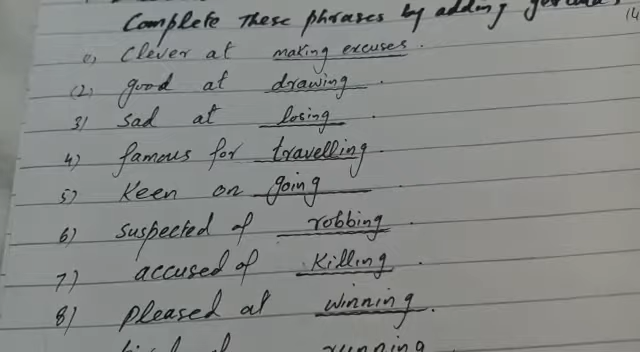 Complete These phrases by adding
(1) Clever at making excuses.
(2) good at drawing.
3) sad at losing.
4) famous for travelling.
5) Keen on going
6) suspected of robbing.
7) accused of Killing.
8) pleased at winning.
running